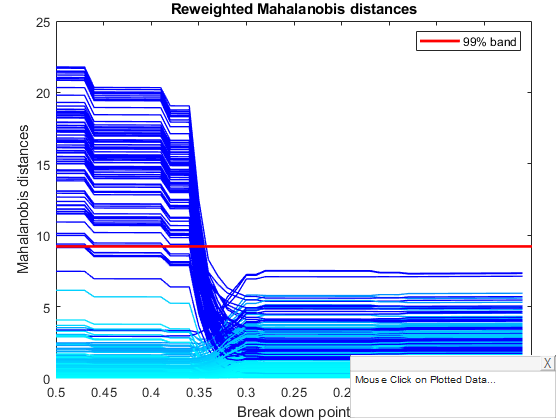 Reweighted Mahalanobis distances
99% band
Mahalanobis distances
25
20
15
10
5
0
0.5 0.45 0.4 0.35 0.3 0.25
Break down point
X
Mouse Click on Plotted Data...